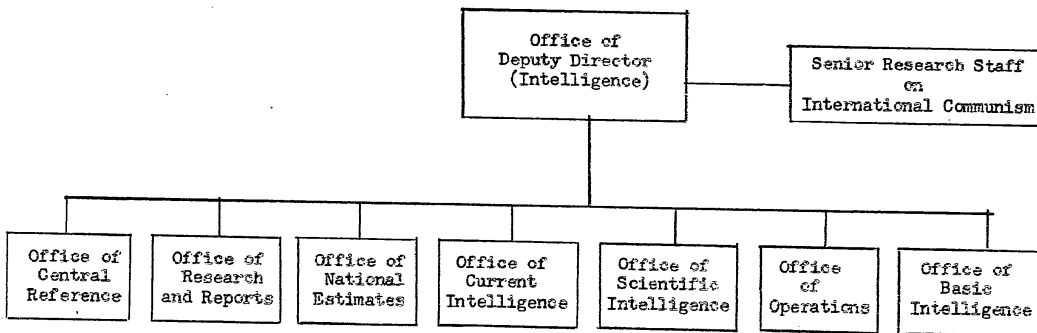 Office of
Deputy Director
(Intelligence)
Senior Research Staff
on
International Communism
Office of
Central
Reference
Office of
Research
and Reports
Office of
National
Estimates
Office of
Current
Intelligence
Office of
Scientific
Intelligence
Office
of
Operations
Office of
Basic
Intelligence